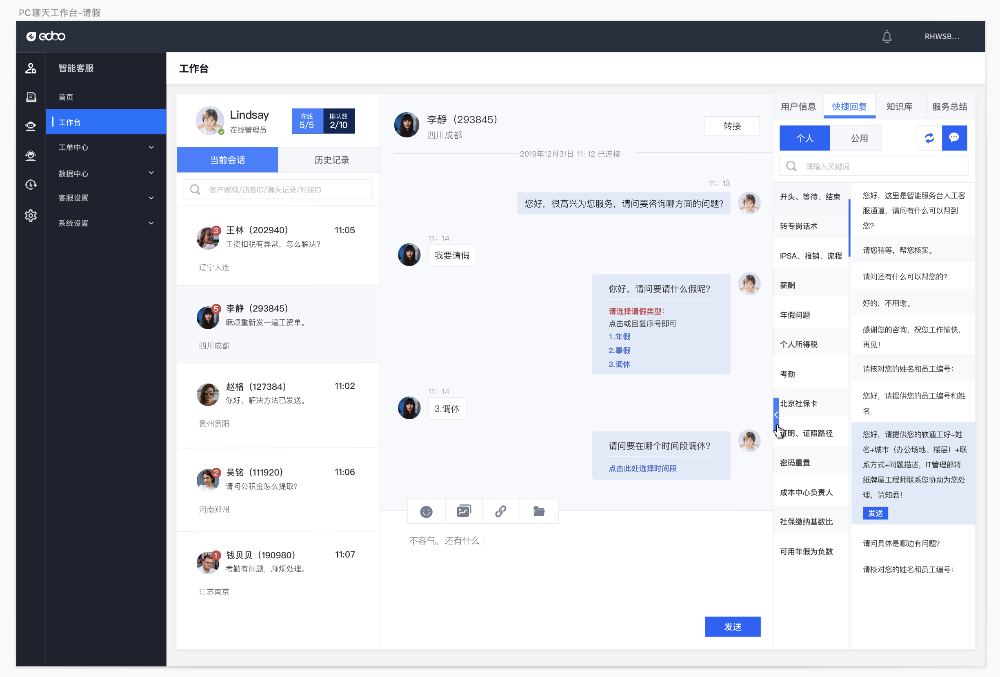 PC聊天工作台-请假
ecbo
RHWSB...
智能客服
首页
工作台
工单中心
数据中心
客服设置
系统设置
工作台
Lindsay
在线管理员
在线
5/5
排队数
2/10
当前会话
历史记录
客户昵称/访客ID/聊天记录/对接ID
3
王林（202940）
11:05
工资扣税有异常，怎么解决？
辽宁大连
5
李静（293845）
麻烦重新发一遍工资单。
四川成都
赵格（127384）
11:02
你好，解决方法已发送。
贵州贵阳
2
吴铭（111920）
11:06
请问公积金怎么提取？
河南郑州
1
钱贝贝（190980）
11:07
考勤有问题，麻烦处理。
江苏南京
李静（293845）
四川成都
转接
2019年12月31日 11: 12 已连接
11: 13
您好，很高兴为您服务，请问要咨询哪方面的问题？
11: 14
我要请假
你好，请问要请什么假呢？
请选择请假类型：
点击或回复序号即可
1.年假
2.事假
3.调休
11: 14
3.调休
请问要在哪个时间段调休？
点击此处选择时间段
不客气，还有什么
发送
用户信息
快捷回复
知识库
服务总结
个人
公用
请输入关键词
开头、等待、结束
转专岗话术
IPSA、报销、流程
薪酬
年假问题
个人所得税
考勤
北京社保卡
证明、证照路径
密码重置
成本中心负责人
社保缴纳基数比
可用年假为负数
您好，这里是智能服务台人工客
服通道，请问有什么可以帮到
您？
请您稍等，帮您核实。
请问还有什么可以帮您的？
好的，不用谢。
感谢您的咨询，祝您工作愉快，
再见！
请核对您的姓名和员工编号：
您好，请提供您的员工编号和姓
名
您好，请提供您的软通工好+姓
名+城市（办公场地、楼层）+联
系方式+问题描述，IT管理部将
纸牌屋工程师联系您协助为您处
理，请知悉！
发送
请问具体是哪边有问题？
请核对您的姓名和员工编号：